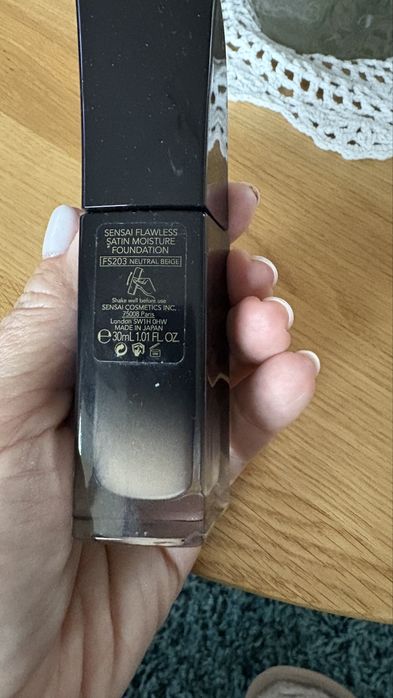 SENSAI FLAWLESS
SATIN MOISTURE
FOUNDATION
FS203 NEUTRAL BEIGE
Shake well before use
SENSAI COSMETICS INC.
75008 Paris
London SW1H 0HW
MADE IN JAPAN
℮30mL 1.01 FL. OZ.